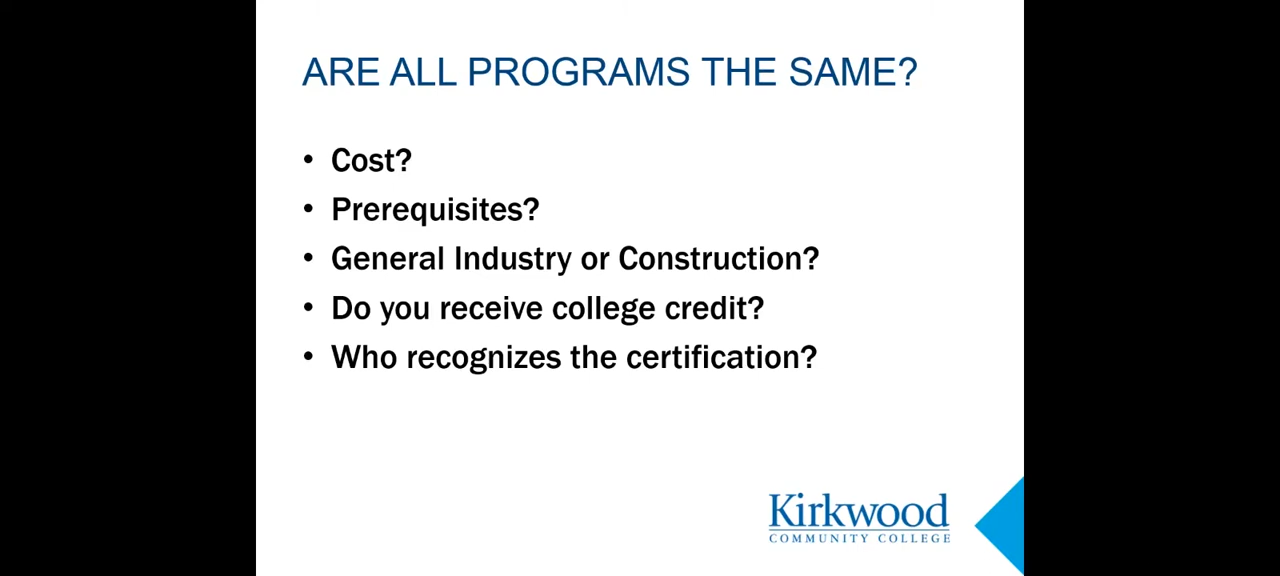 ARE ALL PROGRAMS THE SAME?
• Cost?
• Prerequisites?
• General Industry or Construction?
• Do you receive college credit?
• Who recognizes the certification?
Kirkwood
COMMUNITY COLLEGE